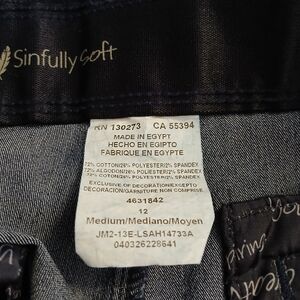 Sinfully Soft
RN 130273 CA 55394
MADE IN EGYPT
HECHO EN EGIPTO
FABRIQUE EN EGYPTE
72% COTTON/26% POLYESTER/2% SPANDEX
72% ALGODON/26% POLIESTER/2% SPANDEX
72% COTON/26% POLYESTER/2% SPANDEX
EXCLUSIVE OF DECORATION/EXCEPTO
DECORATION/GARNITURE NON COMPRISE
4631842
12
Medium/Mediano/Moyen
JM2-13E-LSAH14733A
040326228641